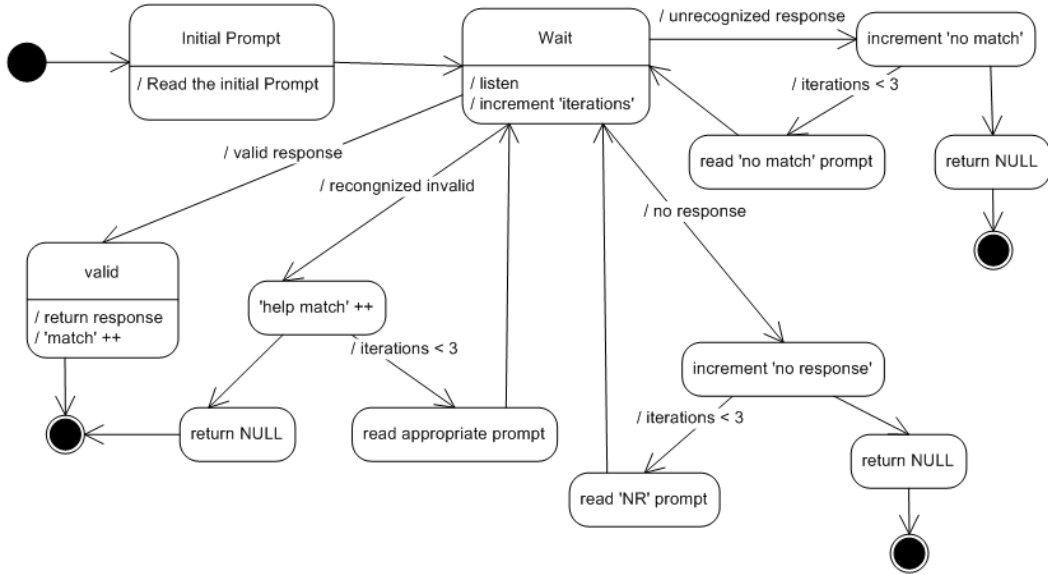 Initial Prompt
/ Read the initial Prompt
Wait
/ listen
/ increment 'iterations'
/ unrecognized response
increment 'no match'
/ iterations < 3
read 'no match' prompt
return NULL
/ valid response
/ recongnized invalid
/ no response
valid
/ return response
/ 'match' ++
'help match' ++
/ iterations < 3
return NULL
read appropriate prompt
increment 'no response'
/ iterations < 3
read 'NR' prompt
return NULL